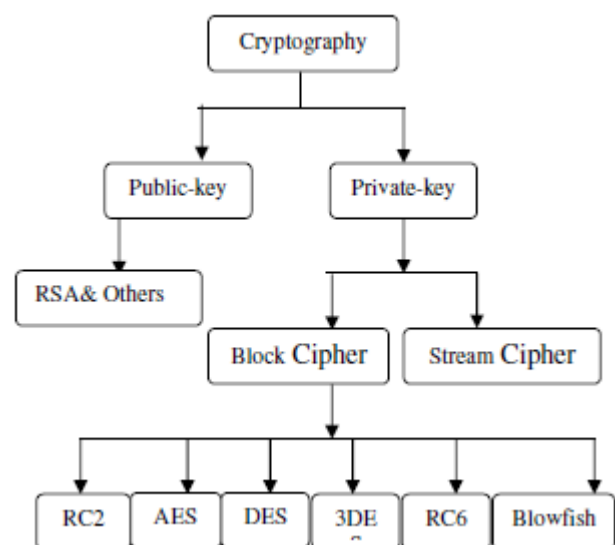 Cryptography
Public-key
Private-key
RSA& Others
Block Cipher
Stream Cipher
RC2
AES
DES
3DE
RC6
Blowfish